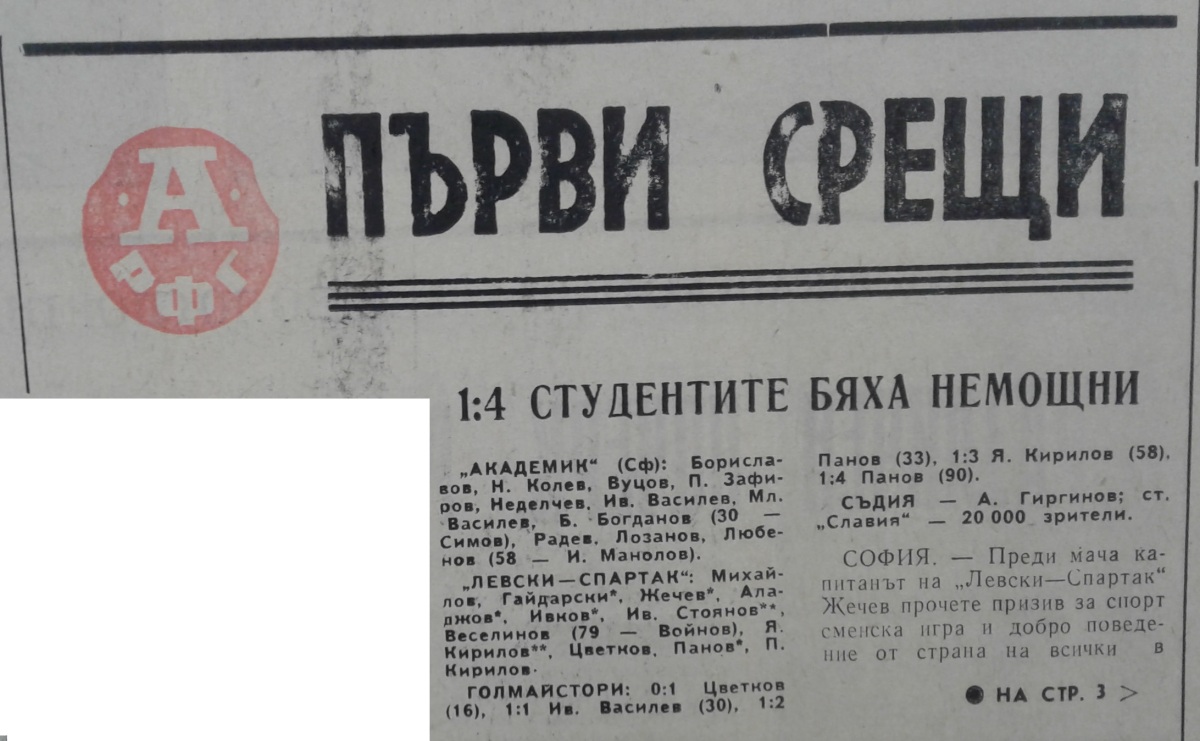 А
РФГ
ПЪРВИ СРЕЩИ
1:4 СТУДЕНТИТЕ БЯХА НЕМОЩНИ
„АКАДЕМИК“ (Сф): Борисла-
вов, Н. Колев, Вуцов, П. Зафи-
ров, Неделчев, Ив. Василев, Мл.
Василев, Б. Богданов (30 —
Симов), Радев, Лозанов, Любе-
нов (58 — И. Манолов).
„ЛЕВСКИ—СПАРТАК“: Михай-
лов, Гайдарски*, Жечев*, Ала-
джов*, Ивков*, Ив. Стоянов**,
Веселинов (79 — Войнов), Я.
Кирилов**, Цветков, Панов*, П.
Кирилов.
ГОЛМАЙСТОРИ: 0:1 Цветков
(16), 1:1 Ив. Василев (30), 1:2
Панов (33), 1:3 Я. Кирилов (58),
1:4 Панов (90).
СЪДИЯ — А. Гиргинов; ст.
„Славия“ — 20 000 зрители.
СОФИЯ. — Преди мача ка-
питанът на „Левски—Спартак“
Жечев прочете призив за спорт
сменска игра и добро поведе-
ние от страна на всички в
● НА СТР. 3 >